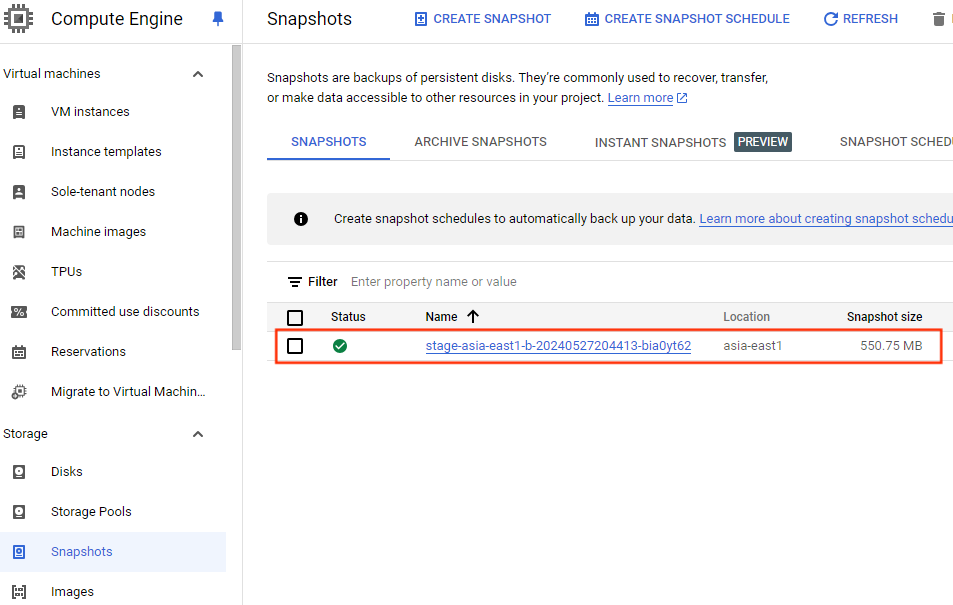 Compute Engine
Snapshots
CREATE SNAPSHOT
CREATE SNAPSHOT SCHEDULE
REFRESH
Virtual machines
VM instances
Instance templates
Sole-tenant nodes
Machine images
TPUs
Committed use discounts
Reservations
Migrate to Virtual Machin...
Storage
Disks
Storage Pools
Snapshots
Images
Snapshots are backups of persistent disks. They're commonly used to recover, transfer,
or make data accessible to other resources in your project. Learn more
SNAPSHOTS
ARCHIVE SNAPSHOTS
INSTANT SNAPSHOTS PREVIEW
SNAPSHOT SCHEDU
Create snapshot schedules to automatically back up your data. Learn more about creating snapshot schedu
Filter Enter property name or value
Status Name Location Snapshot size
stage-asia-east1-b-20240527204413-bia0yt62 asia-east1 550.75 MB